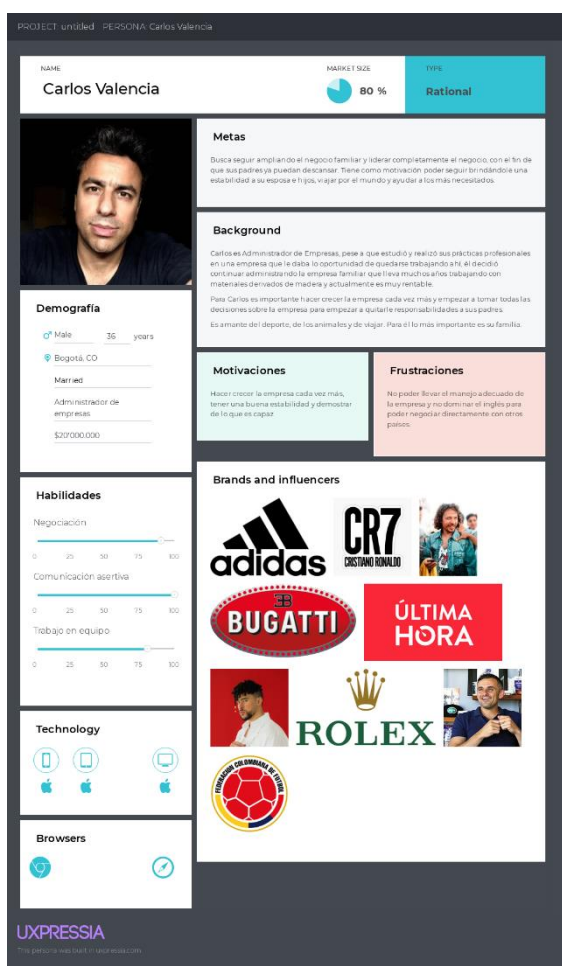 PROJECT: untitled PERSONA: Carlos Valencia
NAME
Carlos Valencia
MARKET SIZE
80 %
TYPE
Rational
Metas
Busca seguir ampliando el negocio familiar y liderar completamente el negocio, con el fin de
que sus padres ya puedan descansar. Tiene como motivación poder seguir brindándole una
estabilidad a su esposa e hijos, viajar por el mundo y ayudar a los más necesitados.
Background
Carlos es Administrador de Empresas, pese a que estudió y realizó sus prácticas profesionales
en una empresa que le daba lo oportunidad de quedarse trabajando ahí, él decidió
continuar administrando la empresa familiar que lleva muchos años trabajando con
materiales derivados de madera y actualmente es muy rentable.
Para Carlos es importante hacer crecer la empresa cada vez más y empezar a tomar todas las
decisiones sobre la empresa para empezar a quitarle responsabilidades a sus padres.
Es amante del deporte, de los animales y de viajar. Para él lo más importante es su familia.
Demografía
Male 36 years
Bogotá, CO
Married
Administrador de
empresas
$20'000.000
Motivaciones
Hacer crecer la empresa cada vez más,
tener una buena estabilidad y demostrar
de lo que es capaz
Frustraciones
No poder llevar el manejo adecuado de
la empresa y no dominar el inglés para
poder negociar directamente con otros
países.
Habilidades
Negociación
0 25 50 75 100
Comunicación asertiva
0 25 50 75 100
Trabajo en equipo
0 25 50 75 100
Brands and influencers
adidas
CR7
CRISTIANO RONALDO
BUGATTI
ÚLTIMA
HORA
ROLEX
FEDERACION COLOMBIANA DE FUTBOL
Technology
Browsers
UXPRESSIA
This persona was built in uxpressia.com